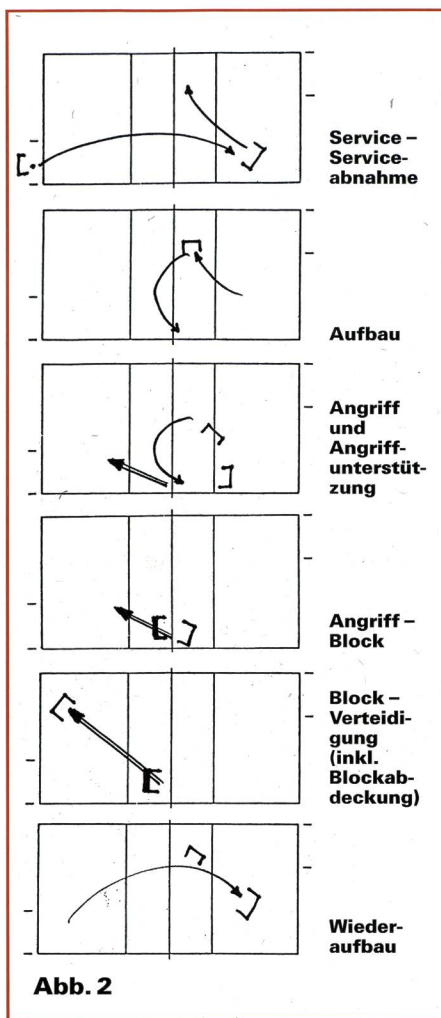 Service –
Service-
abnahme
Aufbau
Angriff
und
Angriff-
unterstüt-
zung
Angriff –
Block
Block –
Verteidi-
gung
(inkl.
Blockab-
deckung)
Wieder-
aufbau
Abb. 2